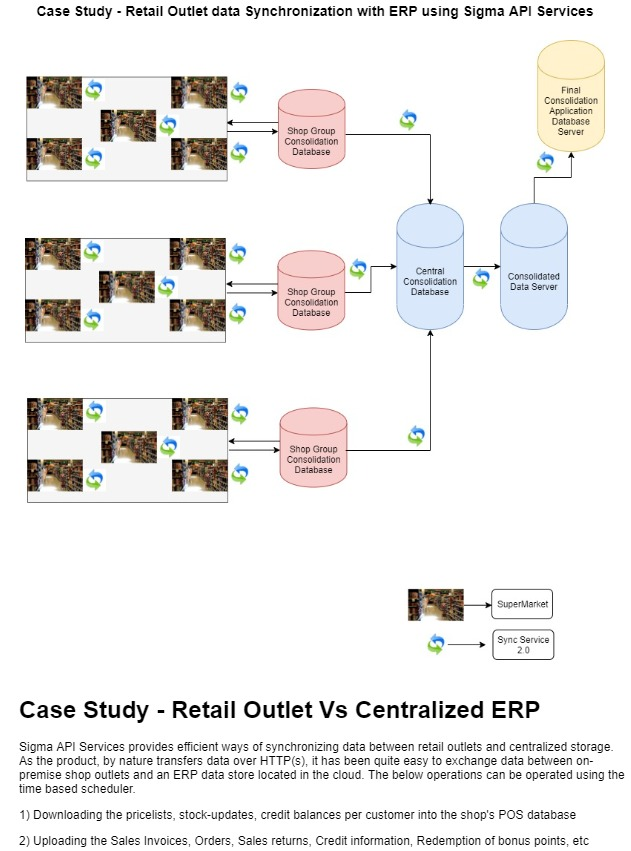 Case Study - Retail Outlet data Synchronization with ERP using Sigma API Services
Final
Consolidation
Application
Database
Server
Shop Group
Consolidation
Database
Shop Group
Consolidation
Database
Central
Consolidation
Database
Consolidated
Data Server
Shop Group
Consolidation
Database
SuperMarket
Sync Service
2.0
Case Study - Retail Outlet Vs Centralized ERP
Sigma API Services provides efficient ways of synchronizing data between retail outlets and centralized storage.
As the product, by nature transfers data over HTTP(s), it has been quite easy to exchange data between on-
premise shop outlets and an ERP data store located in the cloud. The below operations can be operated using the
time based scheduler.
1) Downloading the pricelists, stock-updates, credit balances per customer into the shop's POS database
2) Uploading the Sales Invoices, Orders, Sales returns, Credit information, Redemption of bonus points, etc